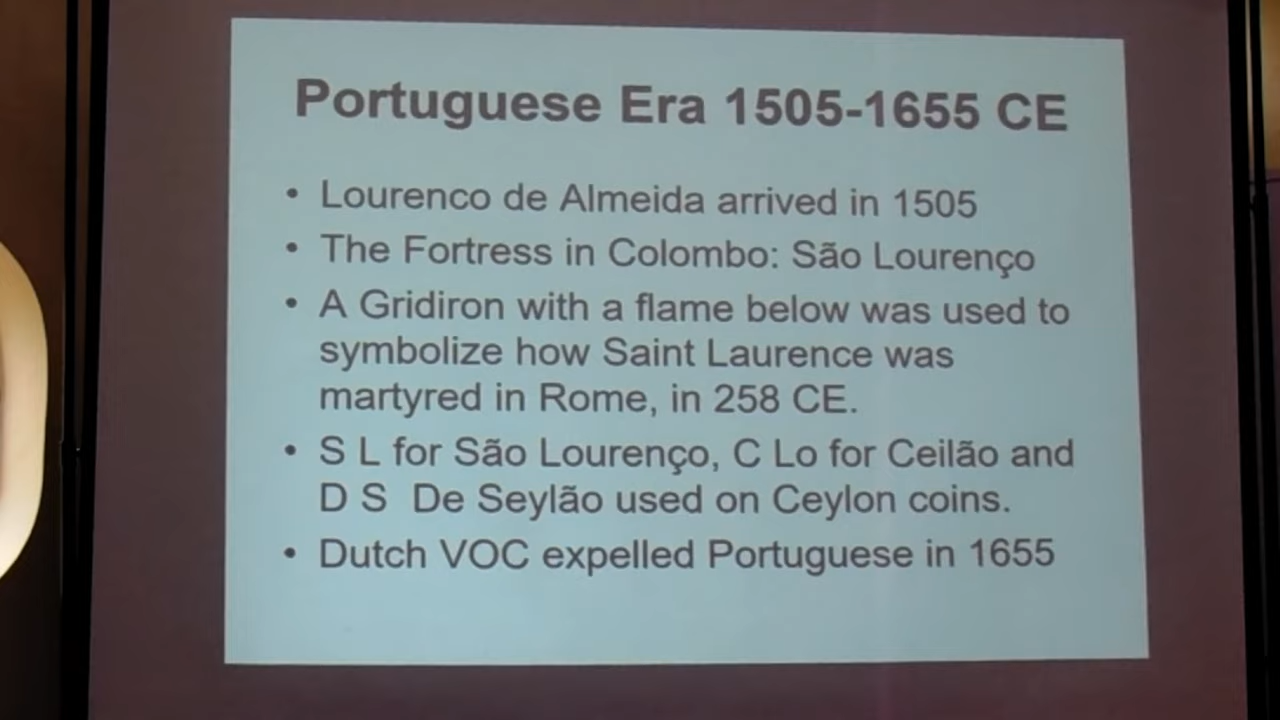 Portuguese Era 1505-1655 CE
• Lourenco de Almeida arrived in 1505
• The Fortress in Colombo: São Lourenço
• A Gridiron with a flame below was used to
symbolize how Saint Laurence was
martyred in Rome, in 258 CE.
• S L for São Lourenço, C Lo for Ceilão and
D S  De Seylão used on Ceylon coins.
• Dutch VOC expelled Portuguese in 1655